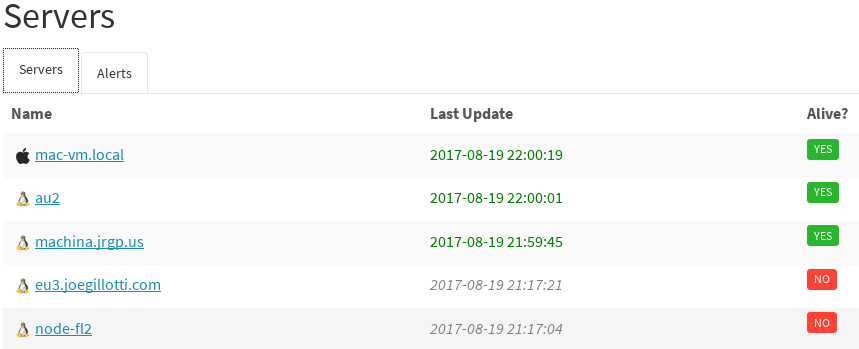 Servers
Servers Alerts
Name Last Update Alive?
mac-vm.local 2017-08-19 22:00:19 YES
au2 2017-08-19 22:00:01 YES
machina.jrgp.us 2017-08-19 21:59:45 YES
eu3.joegillotti.com 2017-08-19 21:17:21 NO
node-fl2 2017-08-19 21:17:04 NO